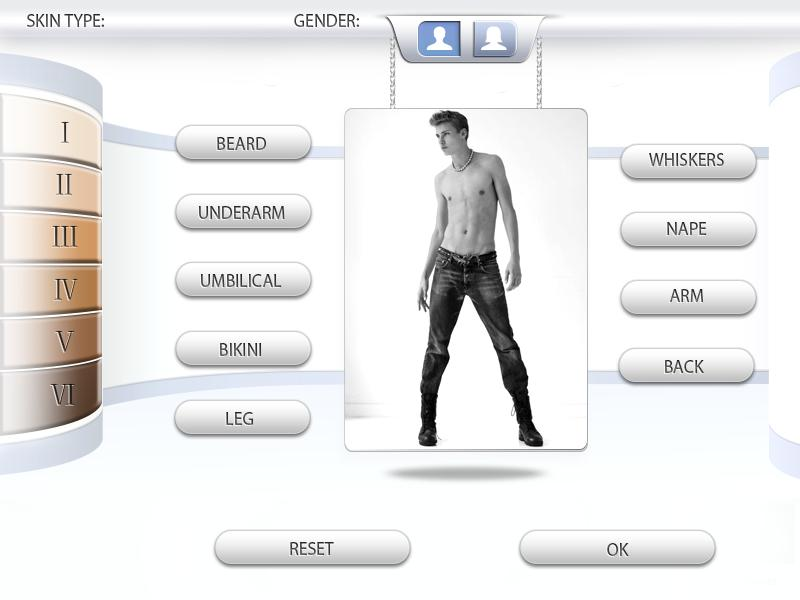 SKIN TYPE:
GENDER:
I
II
III
IV
V
VI
BEARD
UNDERARM
UMBILICAL
BIKINI
LEG
WHISKERS
NAPE
ARM
BACK
RESET
OK